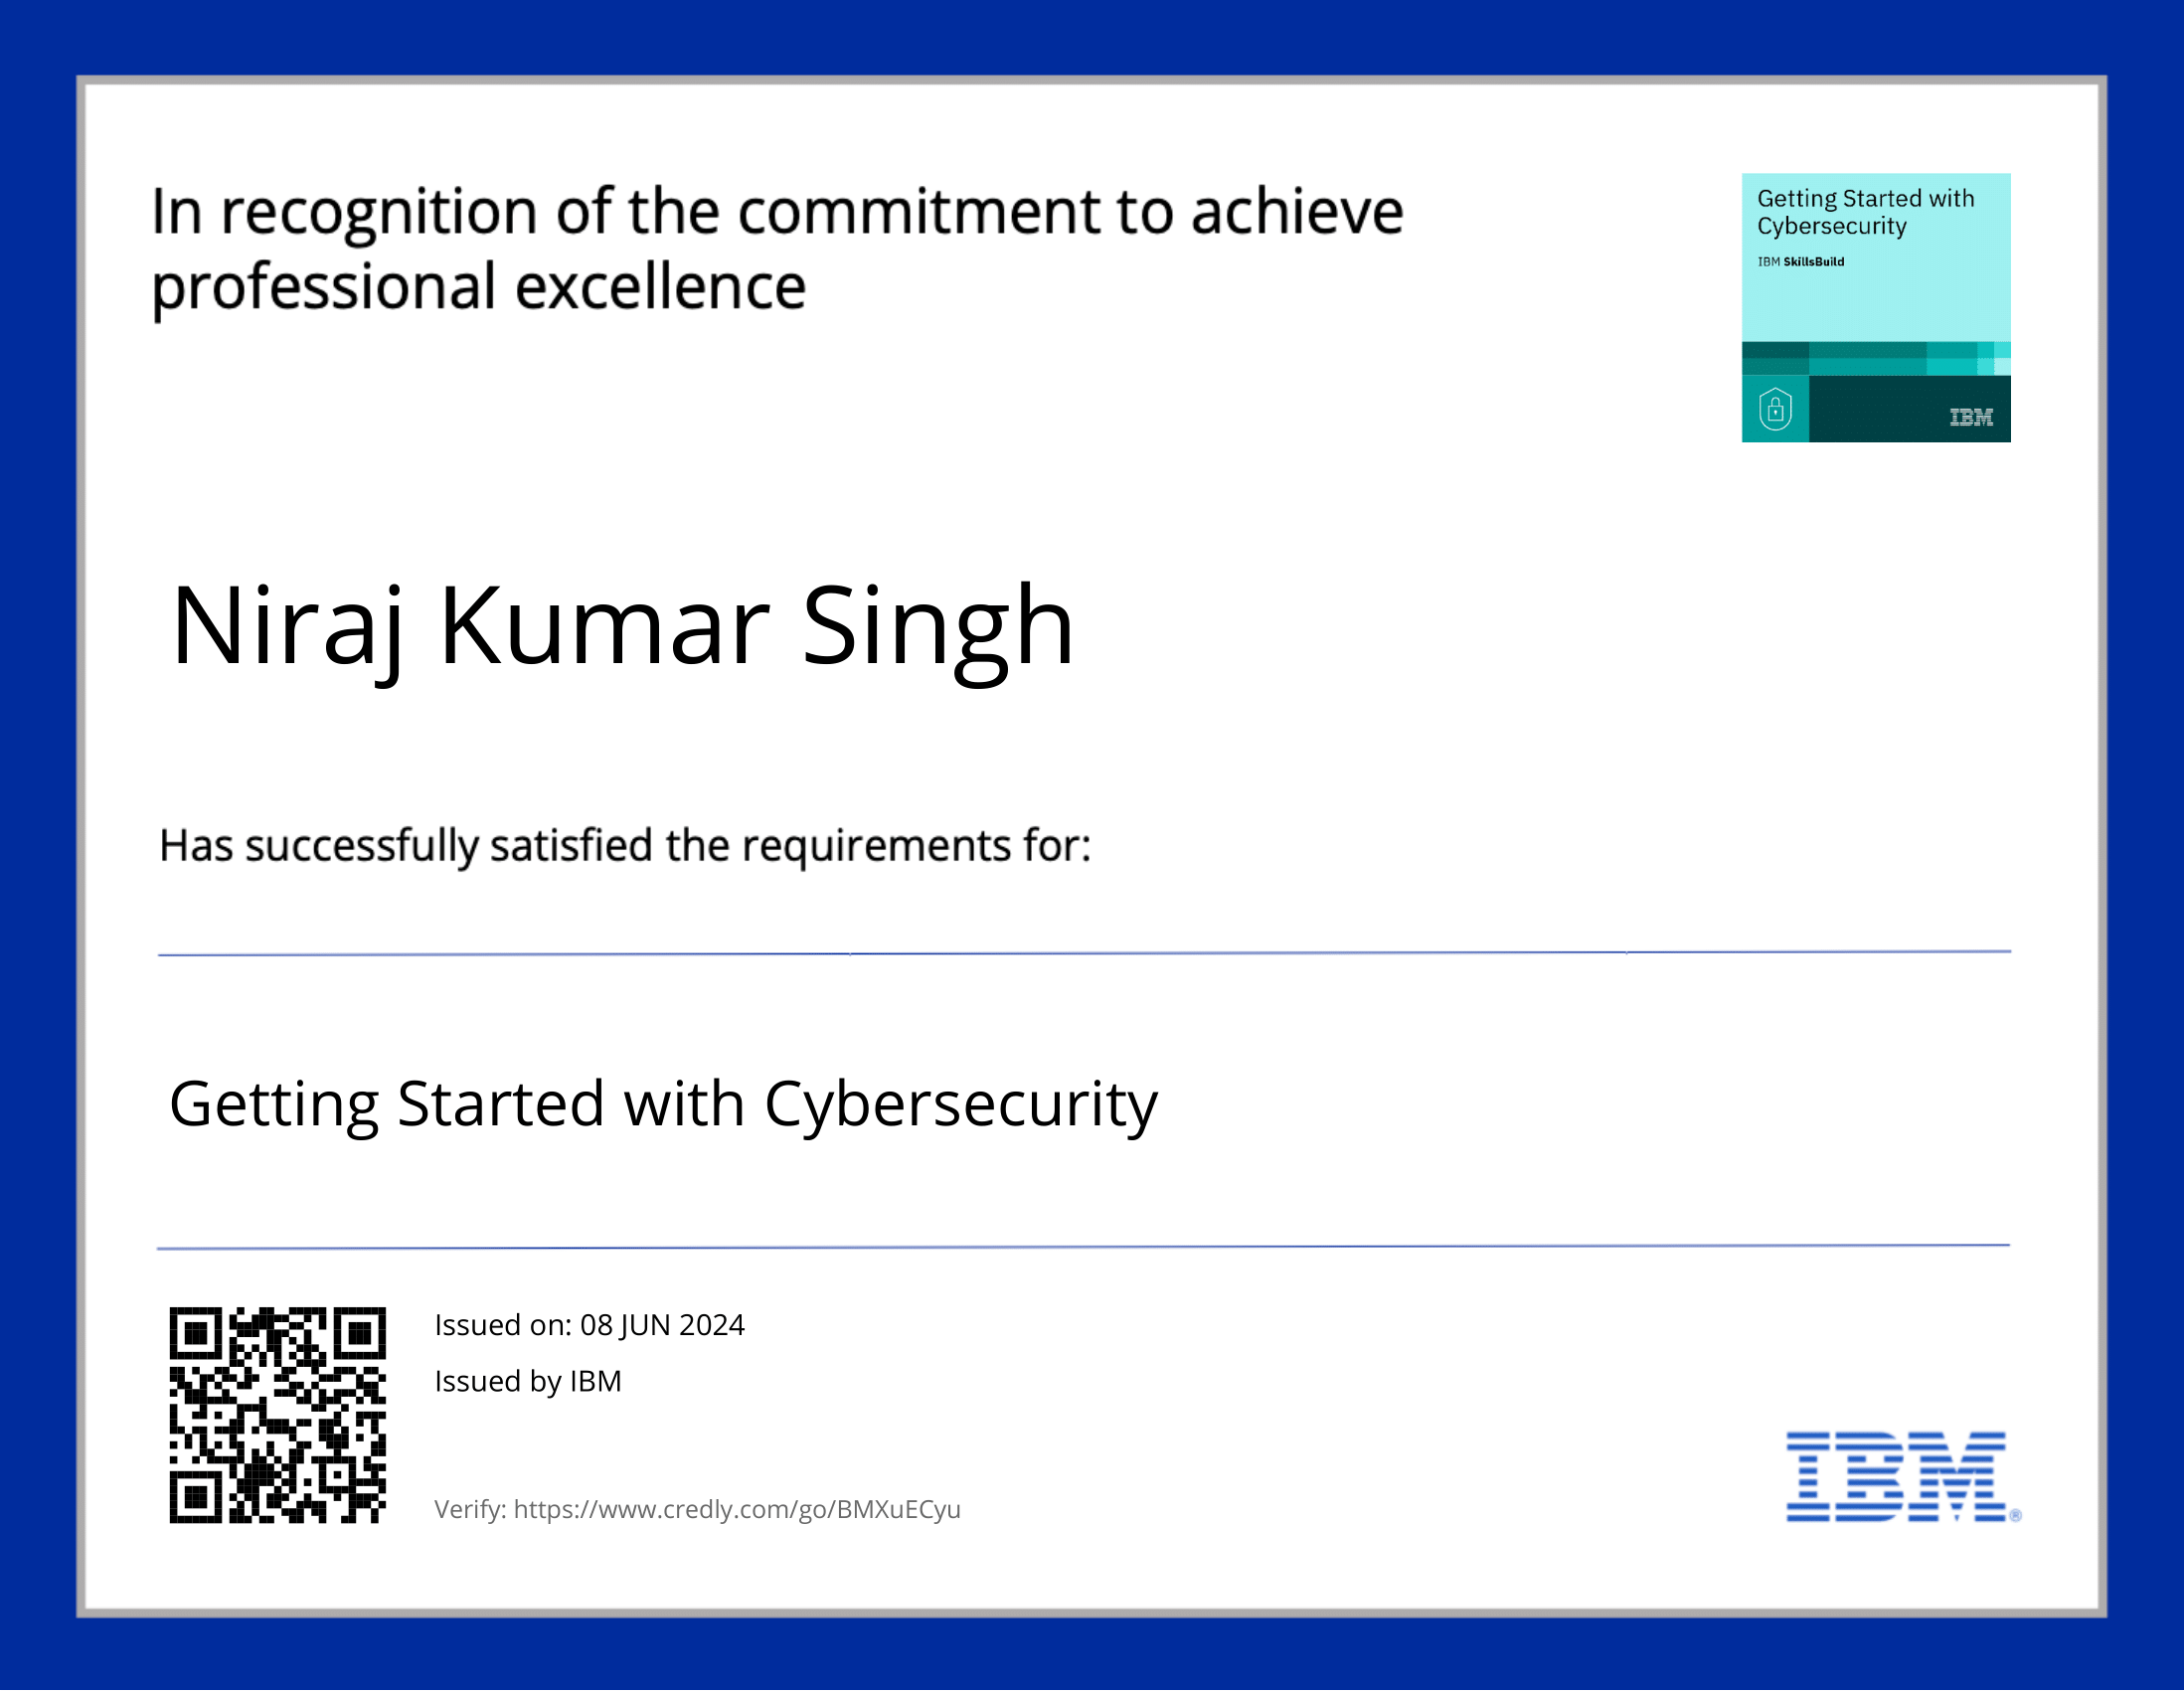 In recognition of the commitment to achieve
professional excellence
Getting Started with
Cybersecurity
IBM SkillsBuild
IBM
Niraj Kumar Singh
Has successfully satisfied the requirements for:
Getting Started with Cybersecurity
Issued on: 08 JUN 2024
Issued by IBM
Verify: https://www.credly.com/go/BMXuECyu
IBM®